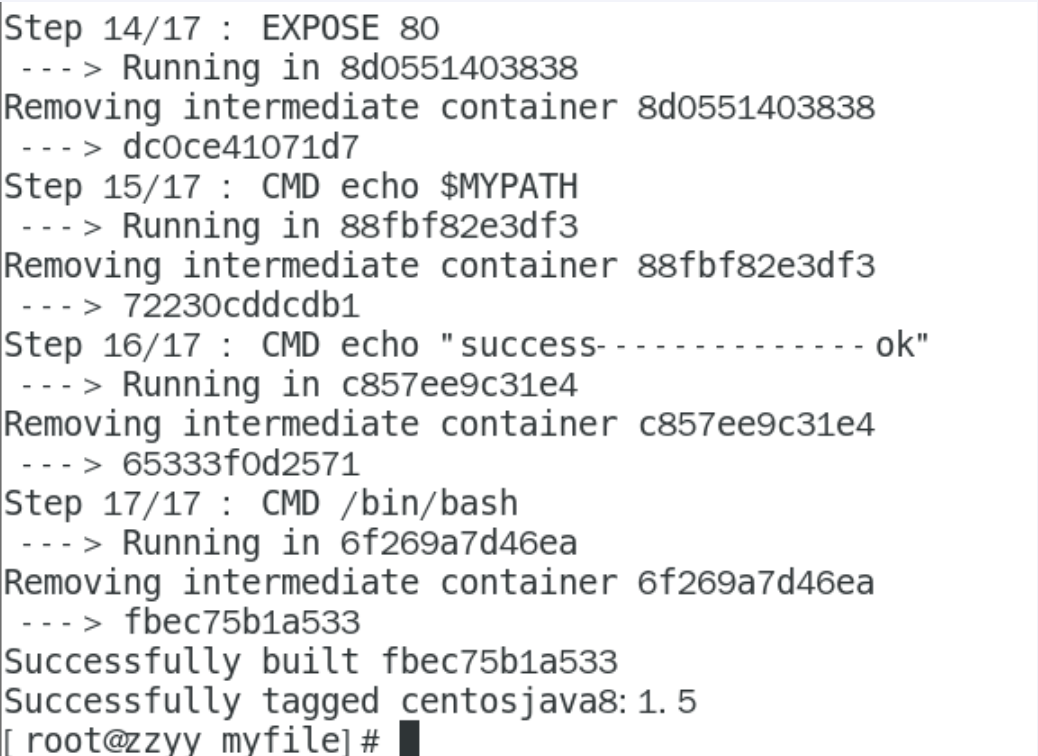 Step 14/17 : EXPOSE 80
---> Running in 8d0551403838
Removing intermediate container 8d0551403838
---> dc0ce41071d7
Step 15/17 : CMD echo $MYPATH
---> Running in 88fbf82e3df3
Removing intermediate container 88fbf82e3df3
---> 72230cddcdb1
Step 16/17 : CMD echo "success--------------ok"
---> Running in c857ee9c31e4
Removing intermediate container c857ee9c31e4
---> 65333f0d2571
Step 17/17 : CMD /bin/bash
---> Running in 6f269a7d46ea
Removing intermediate container 6f269a7d46ea
---> fbec75b1a533
Successfully built fbec75b1a533
Successfully tagged centosjava8:1.5
[root@zzyy myfile]#